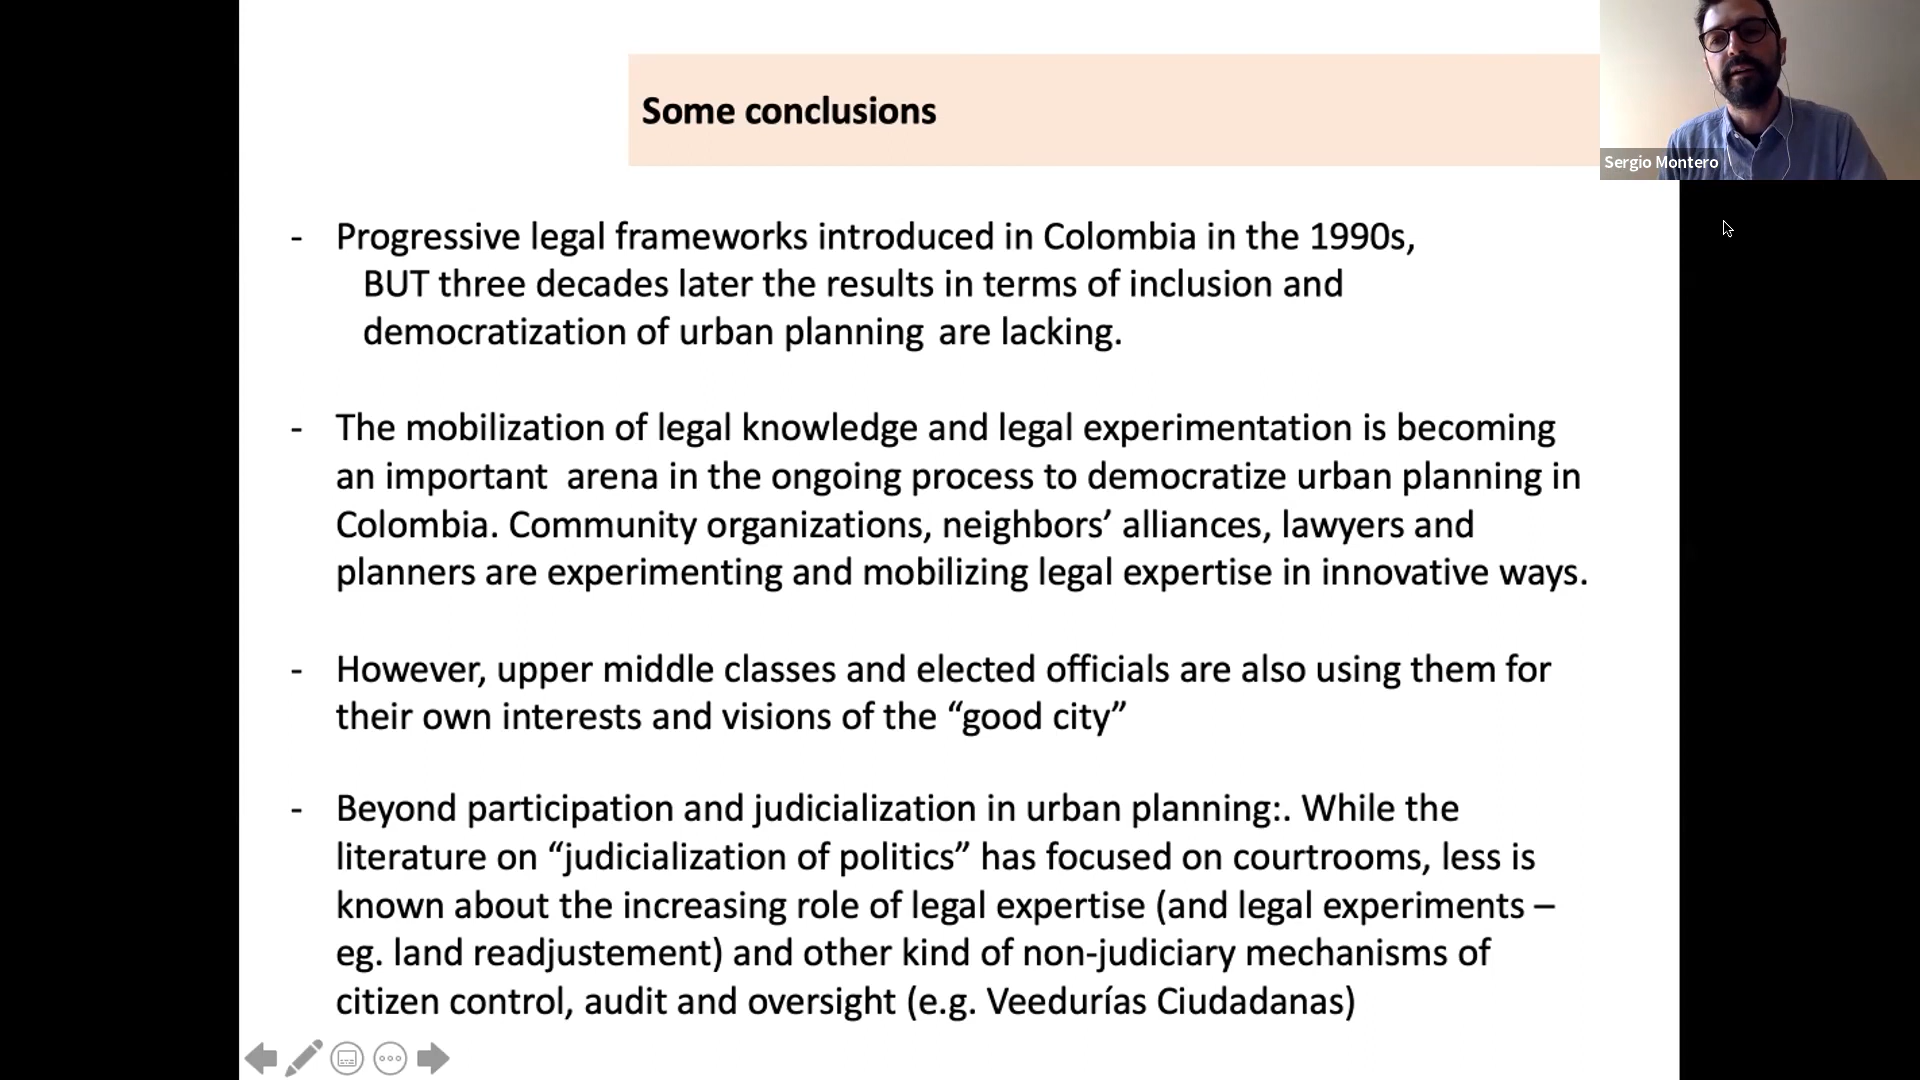 Some conclusions
Sergio Montero
- Progressive legal frameworks introduced in Colombia in the 1990s,
BUT three decades later the results in terms of inclusion and
democratization of urban planning are lacking.
- The mobilization of legal knowledge and legal experimentation is becoming
an important arena in the ongoing process to democratize urban planning in
Colombia. Community organizations, neighbors’ alliances, lawyers and
planners are experimenting and mobilizing legal expertise in innovative ways.
- However, upper middle classes and elected officials are also using them for
their own interests and visions of the “good city”
- Beyond participation and judicialization in urban planning:. While the
literature on “judicialization of politics” has focused on courtrooms, less is
known about the increasing role of legal expertise (and legal experiments –
eg. land readjustement) and other kind of non-judiciary mechanisms of
citizen control, audit and oversight (e.g. Veedurías Ciudadanas)